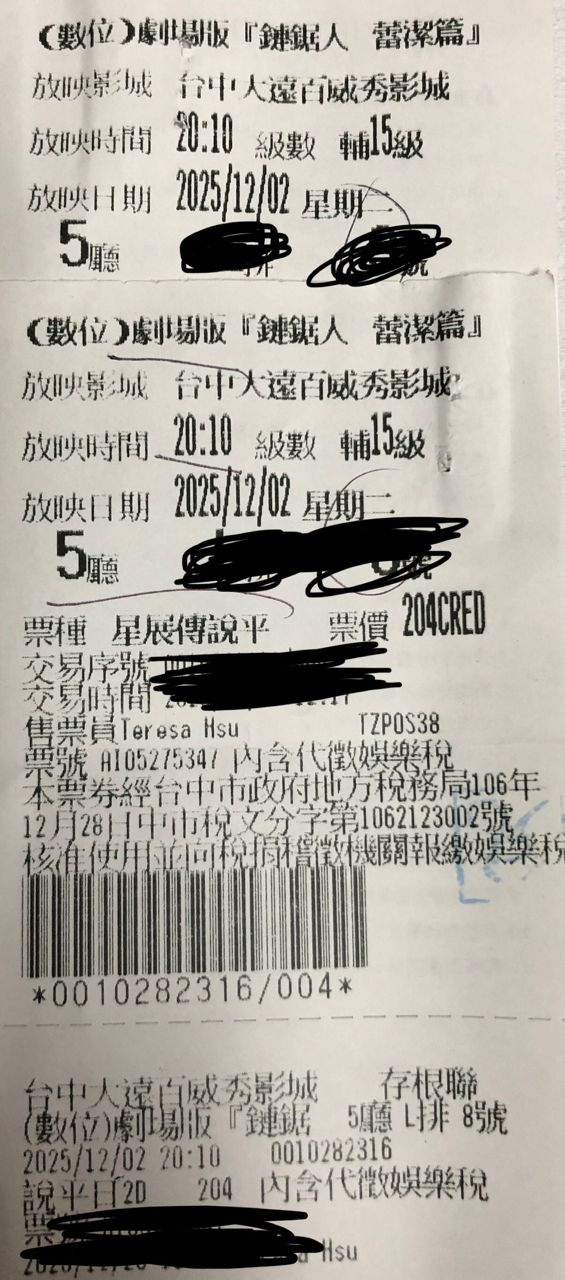 (數位)劇場版『鏈鋸人 蕾潔篇』
放映影城 台中大遠百威秀影城
放映時間 20:10 級數 輔15級
放映日期 2025/12/02 星期二
5廳 排 號
(數位)劇場版『鏈鋸人 蕾潔篇』
放映影城 台中大遠百威秀影城
放映時間 20:10 級數 輔15級
放映日期 2025/12/02 星期二
5廳 號
票種 星展傳說平 票價 204CRED
交易序號
交易時間
售票員Teresa Hsu TZPOS38
票號 AI05275347 內含代徵娛樂稅
本票券經台中市政府地方稅務局106年
12月28日中市稅文分字第1062123002號
核准使用並向稅捐稽徵機關報繳娛樂稅
*0010282316/004*
台中大遠百威秀影城 存根聯
(數位)劇場版『鏈鋸 5廳 L排 8號
2025/12/02 20:10 0010282316
說平日2D 204 內含代徵娛樂稅
票
Hsu